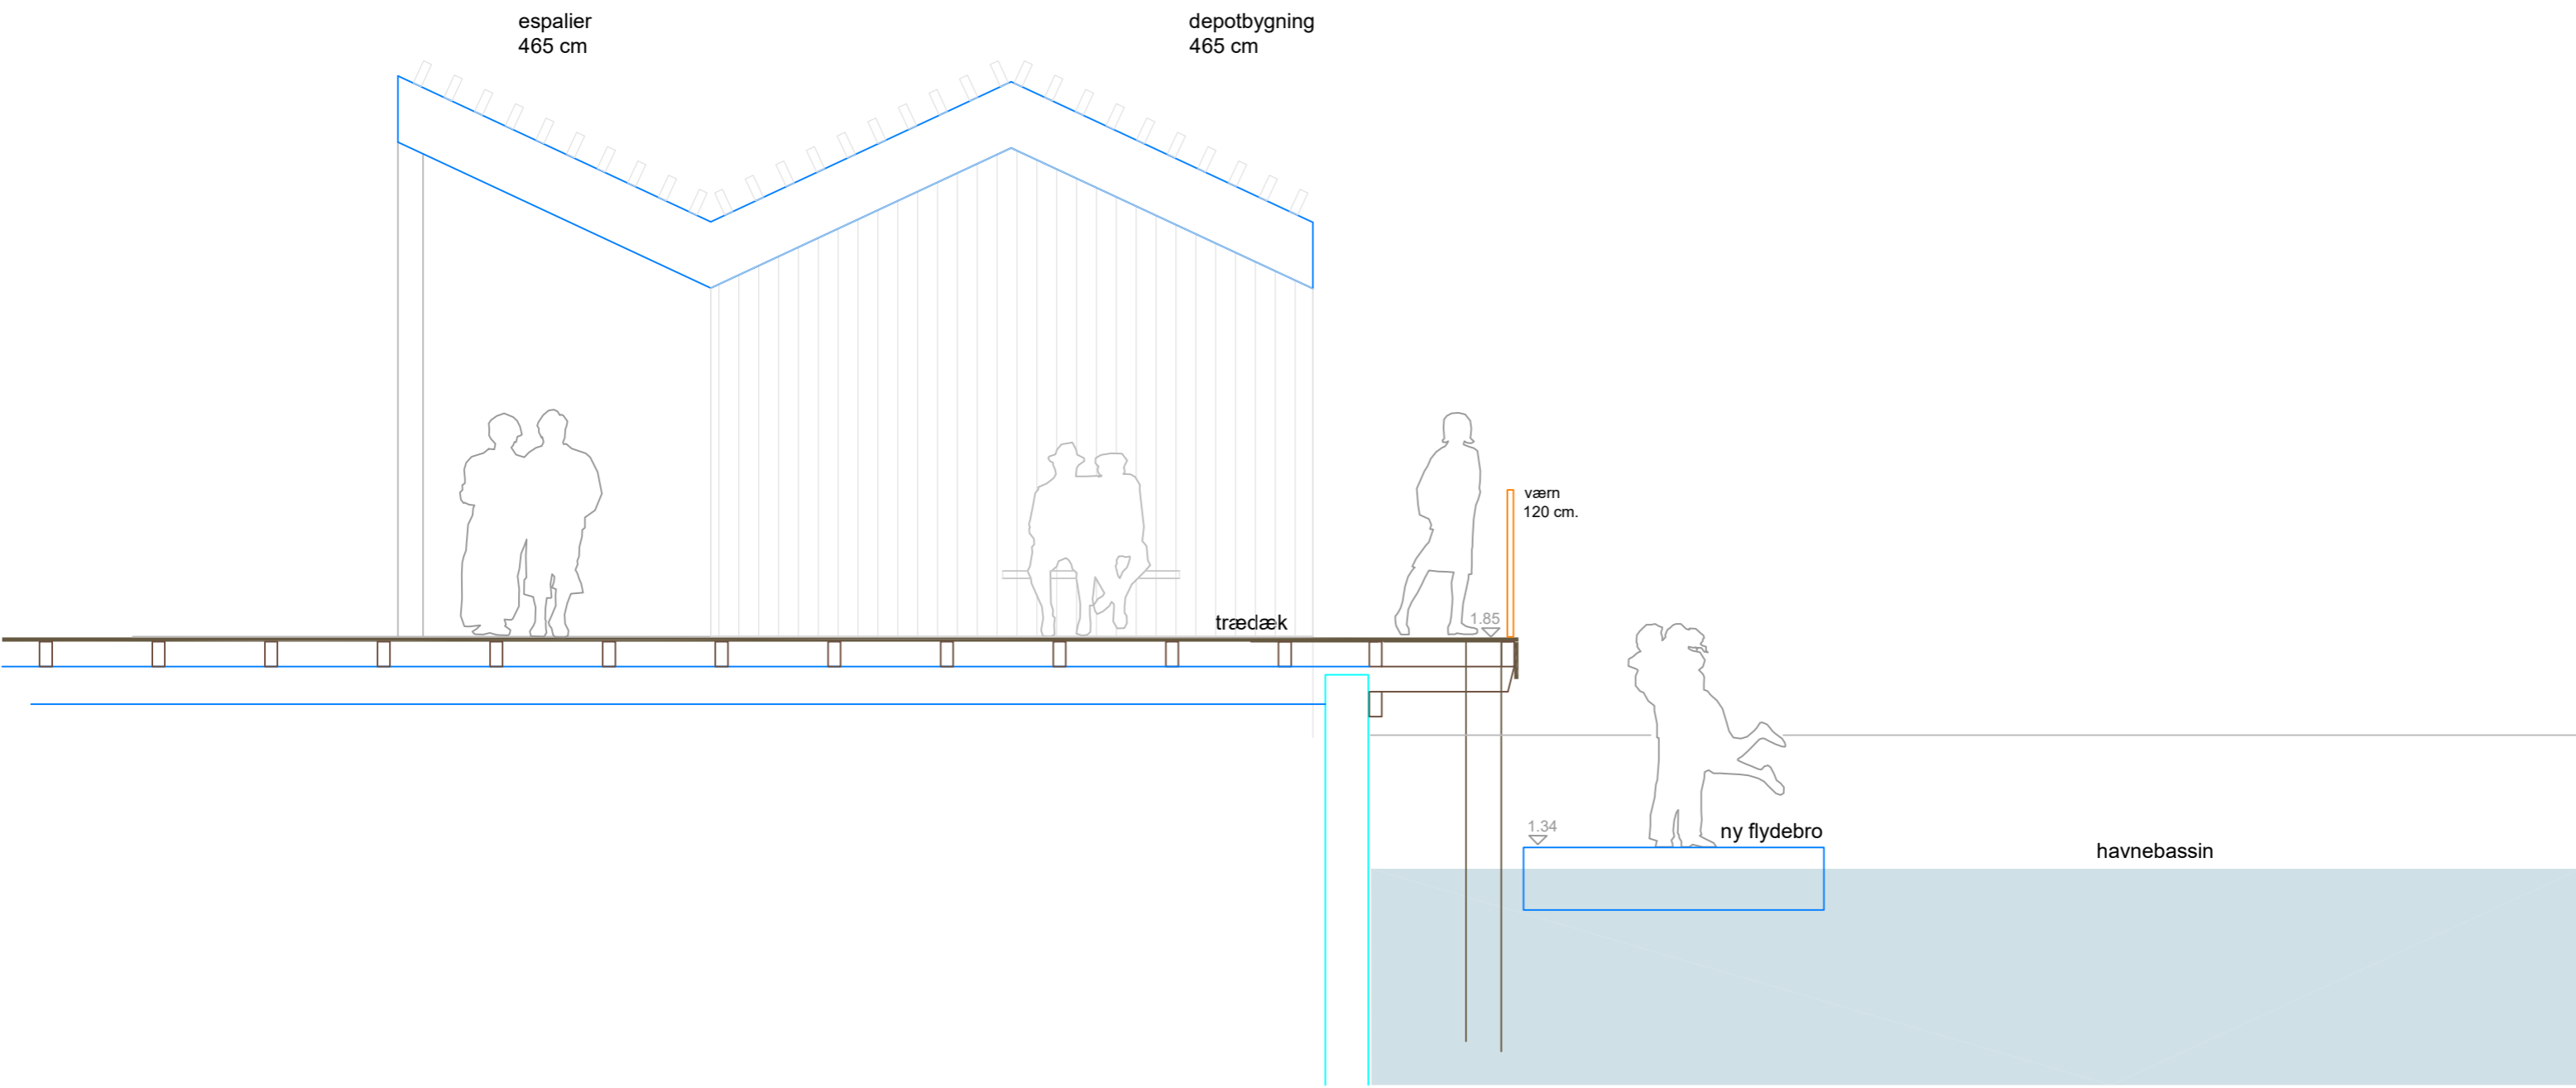 espalier
465 cm
depotbygning
465 cm
værn
120 cm.
1.85
trædæk
1.34
ny flydebro
havnebassin